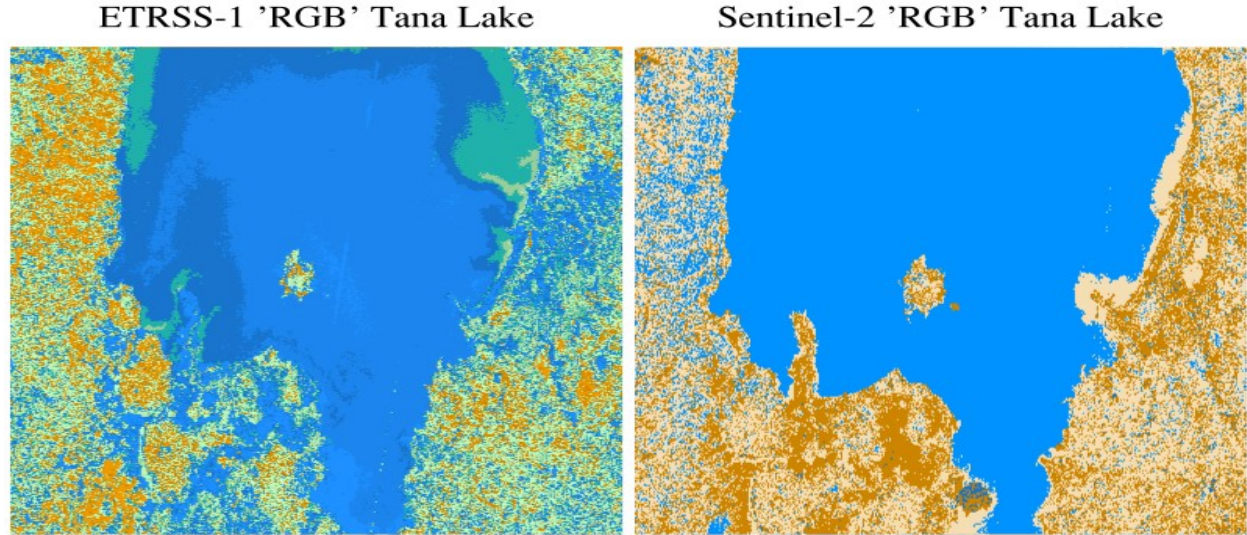 ETRSS-1 ’RGB’ Tana Lake
Sentinel-2 ’RGB’ Tana Lake